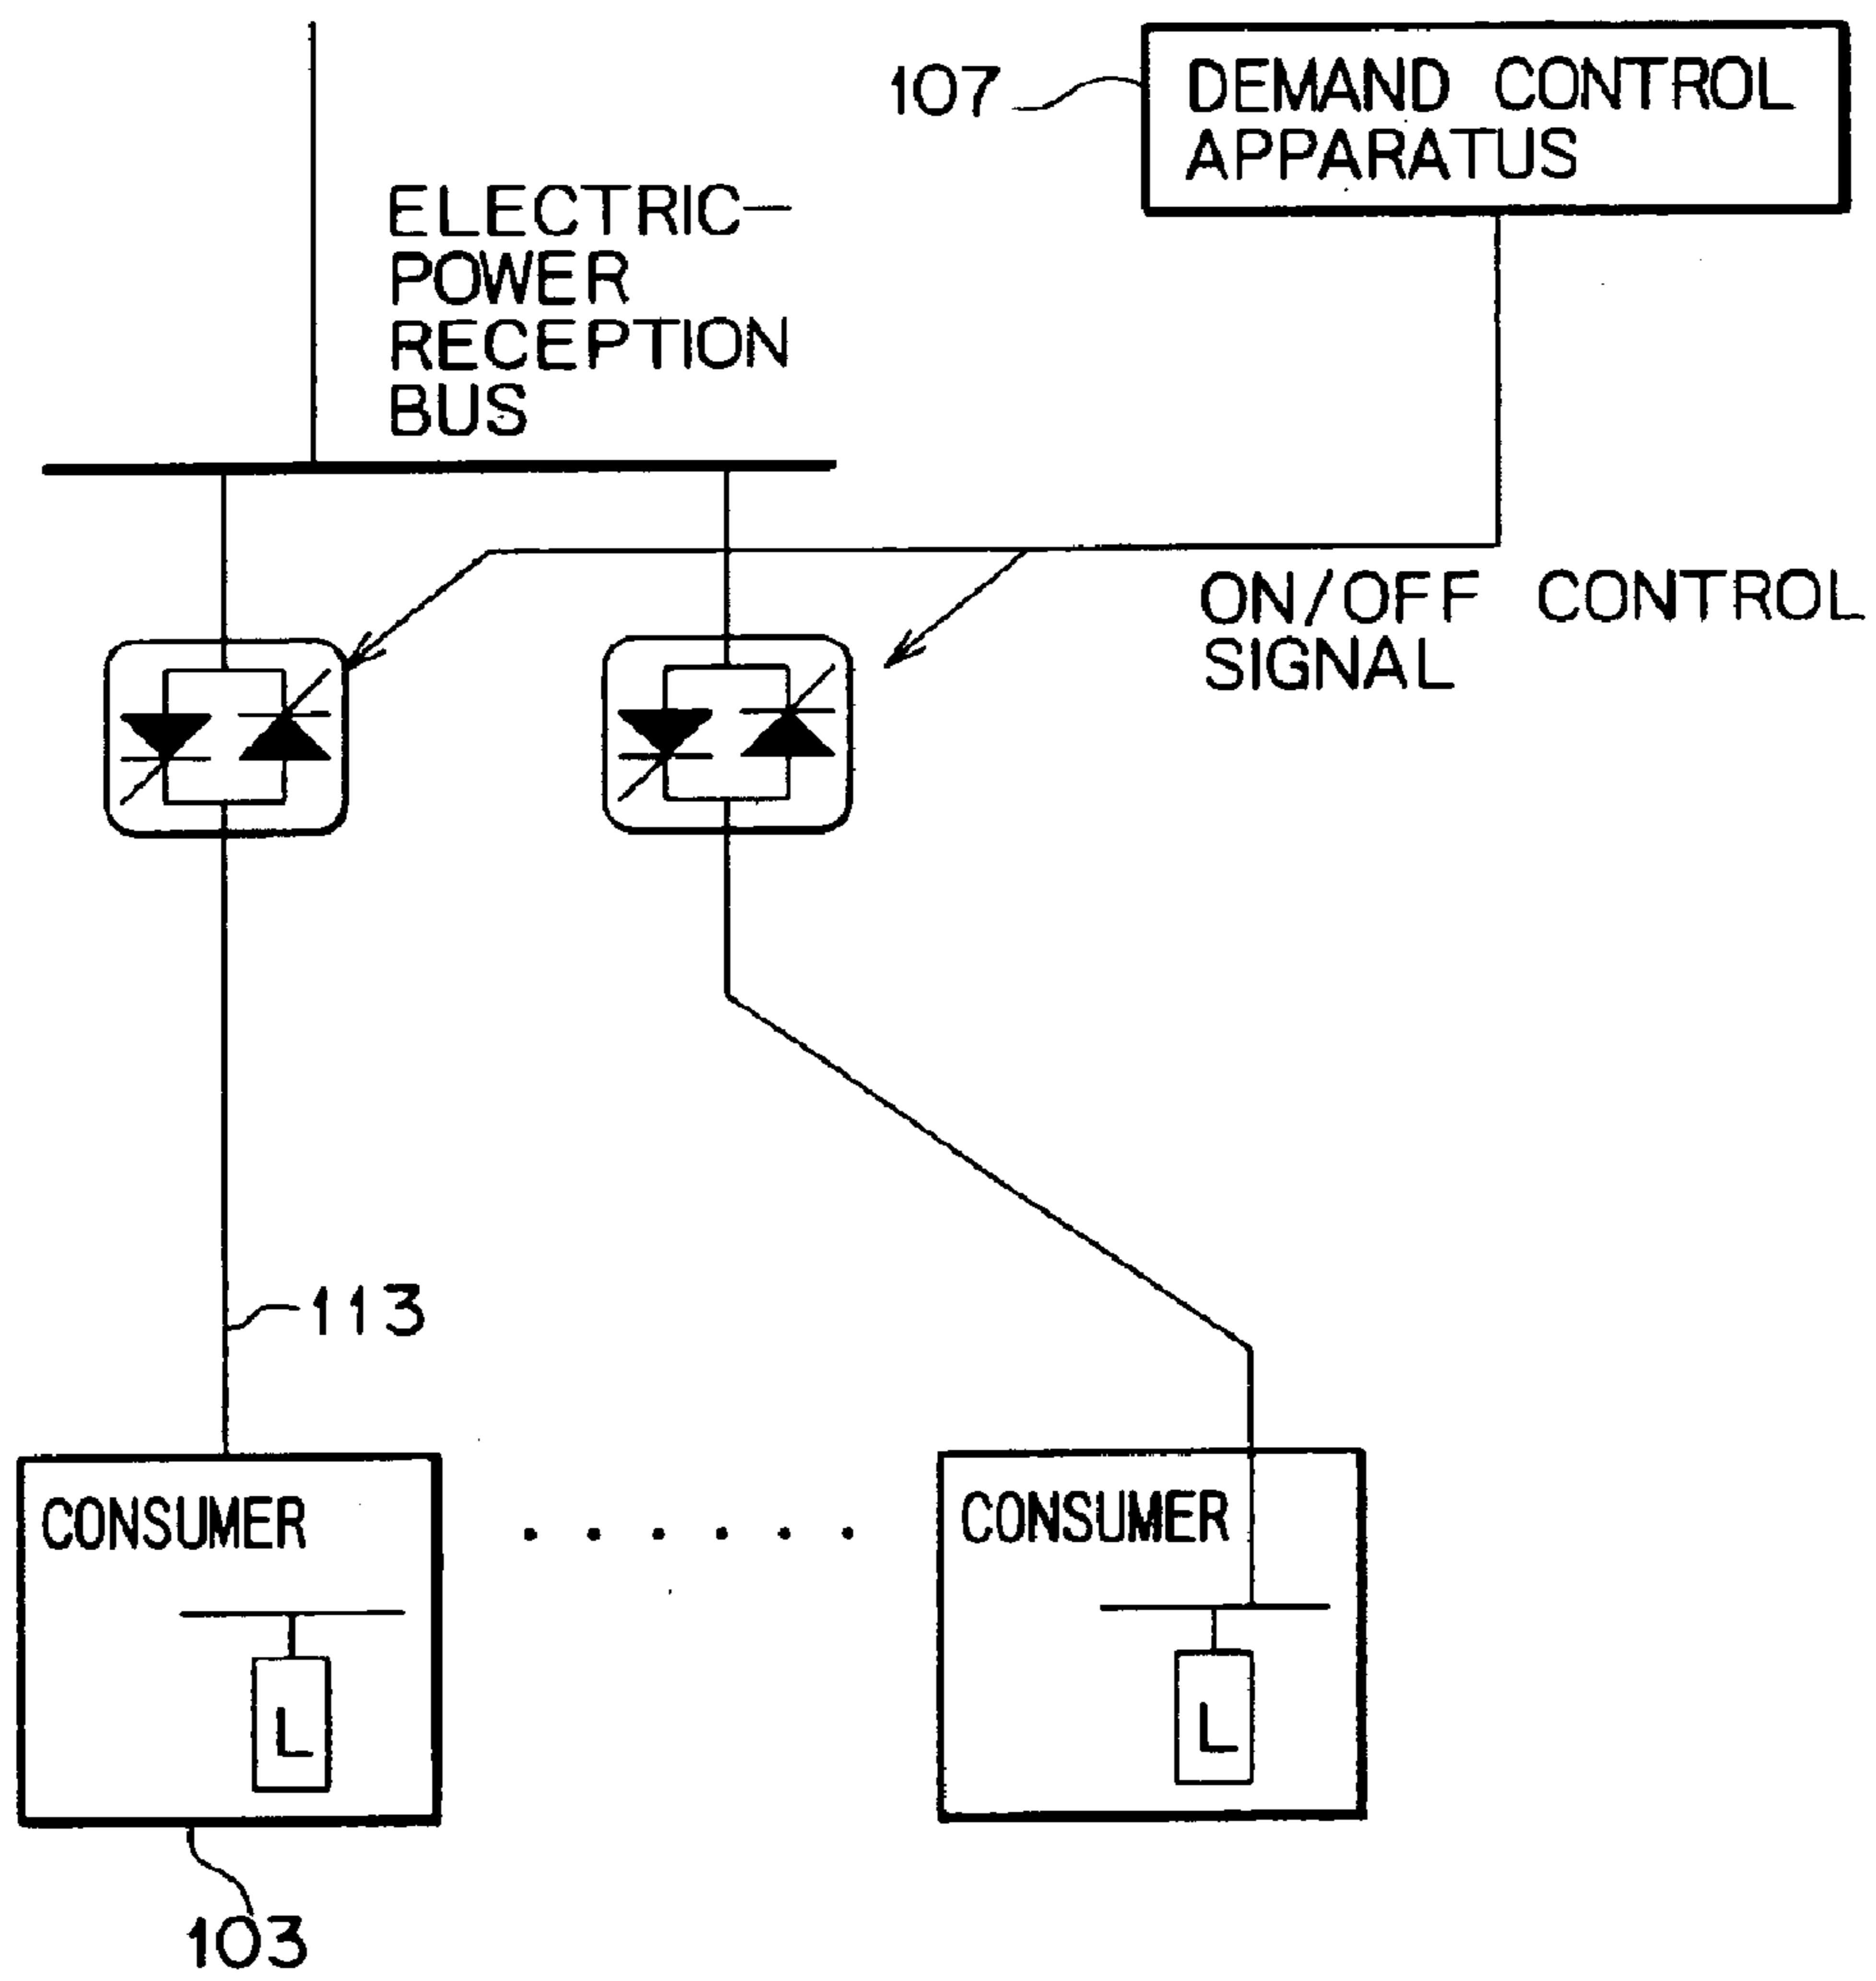 107
DEMAND CONTROL
APPARATUS
ELECTRIC—
POWER
RECEPTION
BUS
ON/OFF CONTROL
SIGNAL
113
CONSUMER
CONSUMER
L
L
103